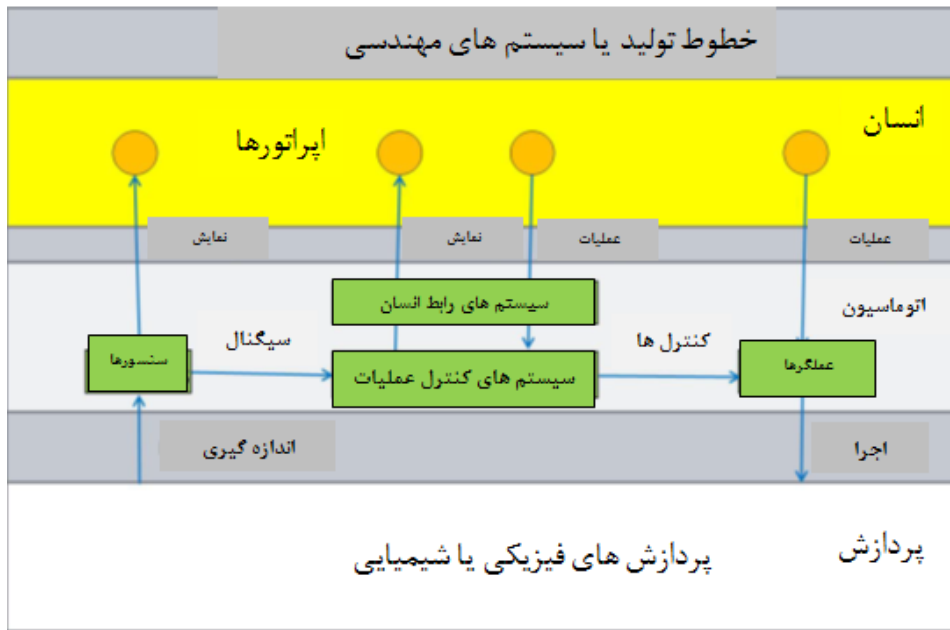 خطوط تولید یا سیستم های مهندسی
انسان
اپراتورها
عملیات
عملیات
نمایش
نمایش
اتوماسیون
سیستم های رابط انسان
کنترل ها
سیگنال
عملگرها
سیستم های کنترل عملیات
سنسورها
اجرا
اندازه گیری
پردازش
پردازش های فیزیکی یا شیمیایی